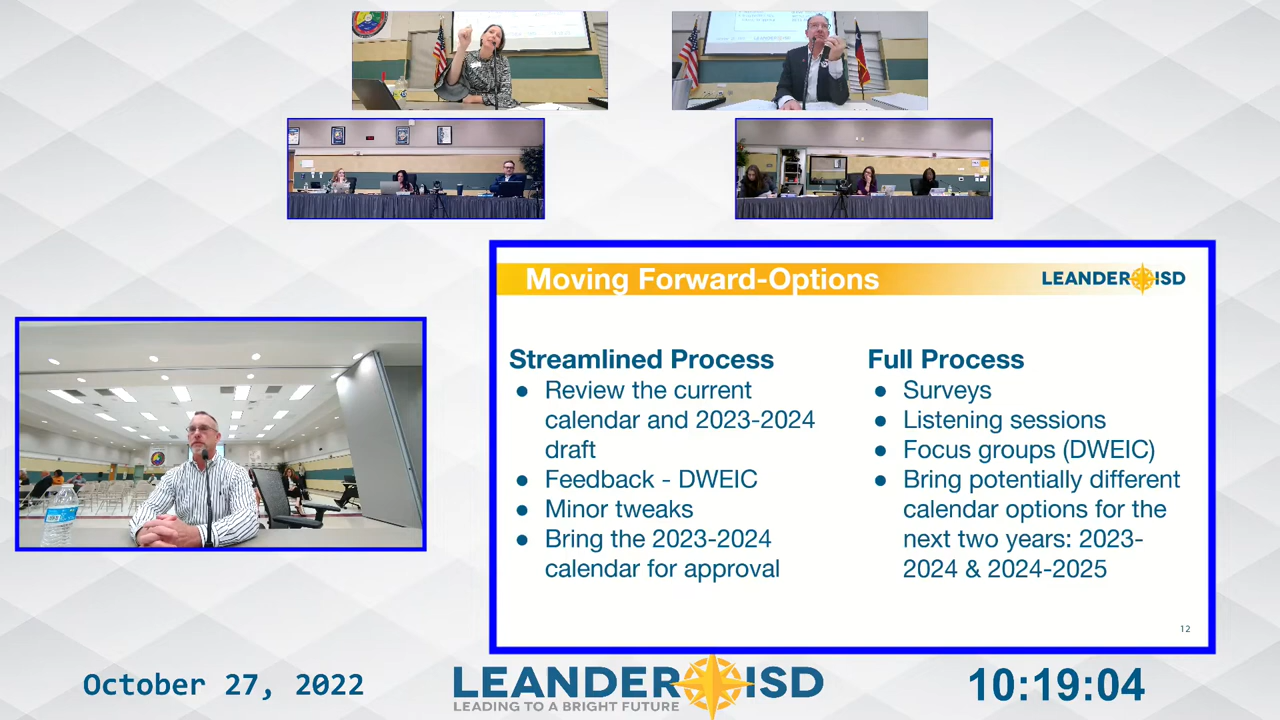 Moving Forward-Options
LEANDER ISD
Streamlined Process
● Review the current
calendar and 2023-2024
draft
● Feedback - DWEIC
● Minor tweaks
● Bring the 2023-2024
calendar for approval
Full Process
● Surveys
● Listening sessions
● Focus groups (DWEIC)
● Bring potentially different
calendar options for the
next two years: 2023-
2024 & 2024-2025
12
October 27, 2022
LEANDER ISD
LEADING TO A BRIGHT FUTURE
10:19:04